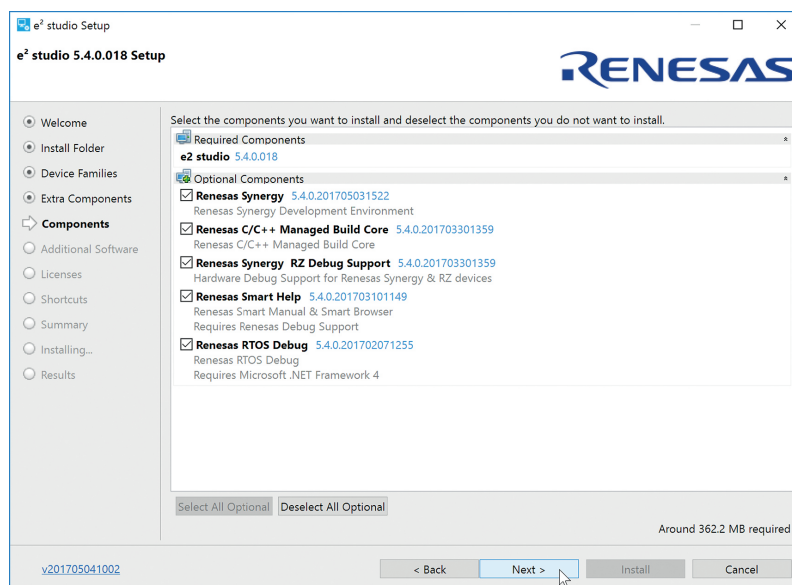 e² studio Setup
e² studio 5.4.0.018 Setup
RENESAS
Welcome
Install Folder
Device Families
Extra Components
Components
Additional Software
Licenses
Shortcuts
Summary
Installing...
Results
Select the components you want to install and deselect the components you do not want to install.
Required Components
e2 studio 5.4.0.018
Optional Components
Renesas Synergy 5.4.0.201705031522
Renesas Synergy Development Environment
Renesas C/C++ Managed Build Core 5.4.0.201703301359
Renesas C/C++ Managed Build Core
Renesas Synergy RZ Debug Support 5.4.0.201703301359
Hardware Debug Support for Renesas Synergy & RZ devices
Renesas Smart Help 5.4.0.201703101149
Renesas Smart Manual & Smart Browser
Requires Renesas Debug Support
Renesas RTOS Debug 5.4.0.201702071255
Renesas RTOS Debug
Requires Microsoft .NET Framework 4
Select All Optional Deselect All Optional
Around 362.2 MB required
v201705041002 < Back Next > Install Cancel